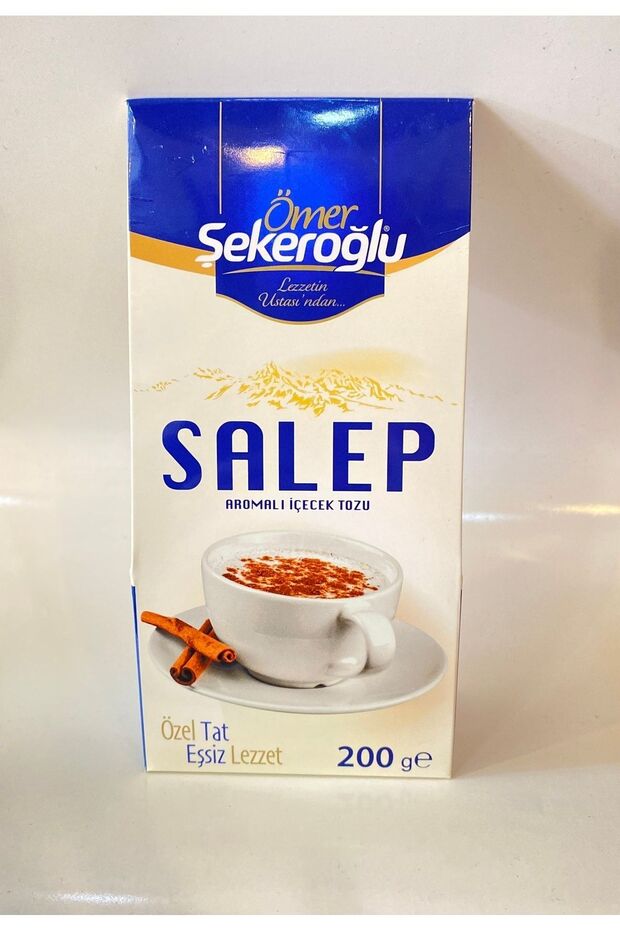 Ömer
Şekeroğlu
Lezzetin
Ustası'ndan...
SALEP
AROMALI İÇECEK TOZU
Özel Tat
Eşsiz Lezzet
200 g℮